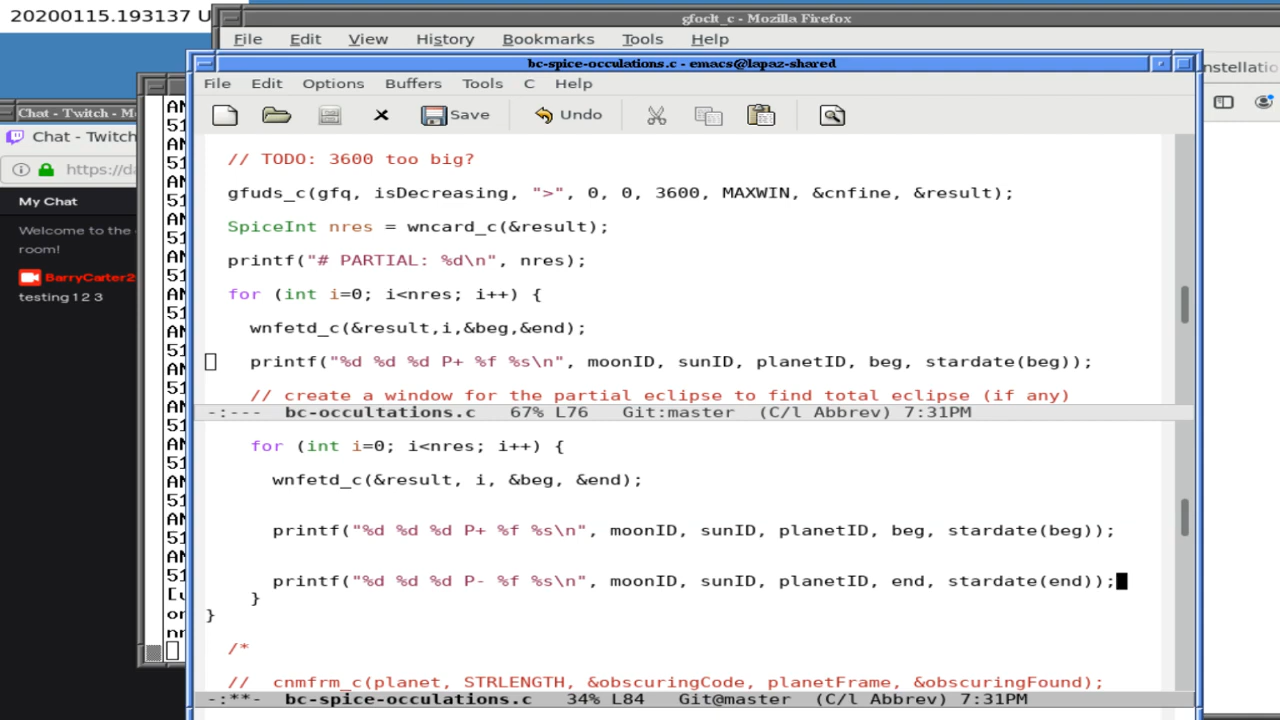 20200115.193137 U
gfoclt_c - Mozilla Firefox
File Edit View History Bookmarks Tools Help
bc-spice-occulations.c - emacs@lapaz-shared
File Edit Options Buffers Tools C Help
Save Undo
nstellatio
Chat - Twitch - Mo
Chat - Twitch
https://da
My Chat
Welcome to the
room!
BarryCarter2
testing 1 2 3
// TODO: 3600 too big?
gfuds_c(gfq, isDecreasing, ">", 0, 0, 3600, MAXWIN, &cnfine, &result);
SpiceInt nres = wncard_c(&result);
printf("# PARTIAL: %d\n", nres);
for (int i=0; i<nres; i++) {
wnfetd_c(&result,i,&beg,&end);
printf("%d %d %d P+ %f %s\n", moonID, sunID, planetID, beg, stardate(beg));
// create a window for the partial eclipse to find total eclipse (if any)
-:--- bc-occultations.c 67% L76 Git:master (C/l Abbrev) 7:31PM
for (int i=0; i<nres; i++) {
wnfetd_c(&result, i, &beg, &end);
printf("%d %d %d P+ %f %s\n", moonID, sunID, planetID, beg, stardate(beg));
printf("%d %d %d P- %f %s\n", moonID, sunID, planetID, end, stardate(end));
}
}
/*
// cnmfrm_c(planet, STRLENGTH, &obscuringCode, planetFrame, &obscuringFound);
-:**- bc-spice-occulations.c 34% L84 Git@master (C/l Abbrev) 7:31PM